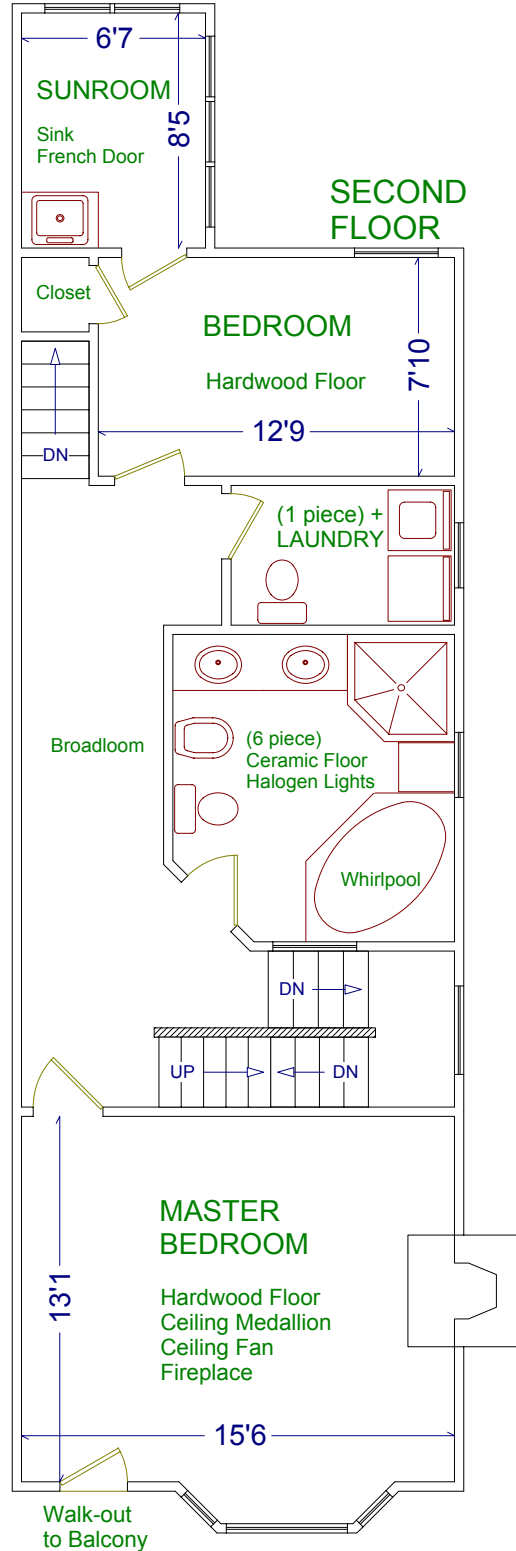 6'7
SUNROOM
8'5
Sink
French Door
SECOND
FLOOR
Closet
BEDROOM
7'10
Hardwood Floor
12'9
DN
(1 piece) +
LAUNDRY
Broadloom
(6 piece)
Ceramic Floor
Halogen Lights
Whirlpool
DN
UP
DN
MASTER
BEDROOM
13'1
Hardwood Floor
Ceiling Medallion
Ceiling Fan
Fireplace
15'6
Walk-out
to Balcony